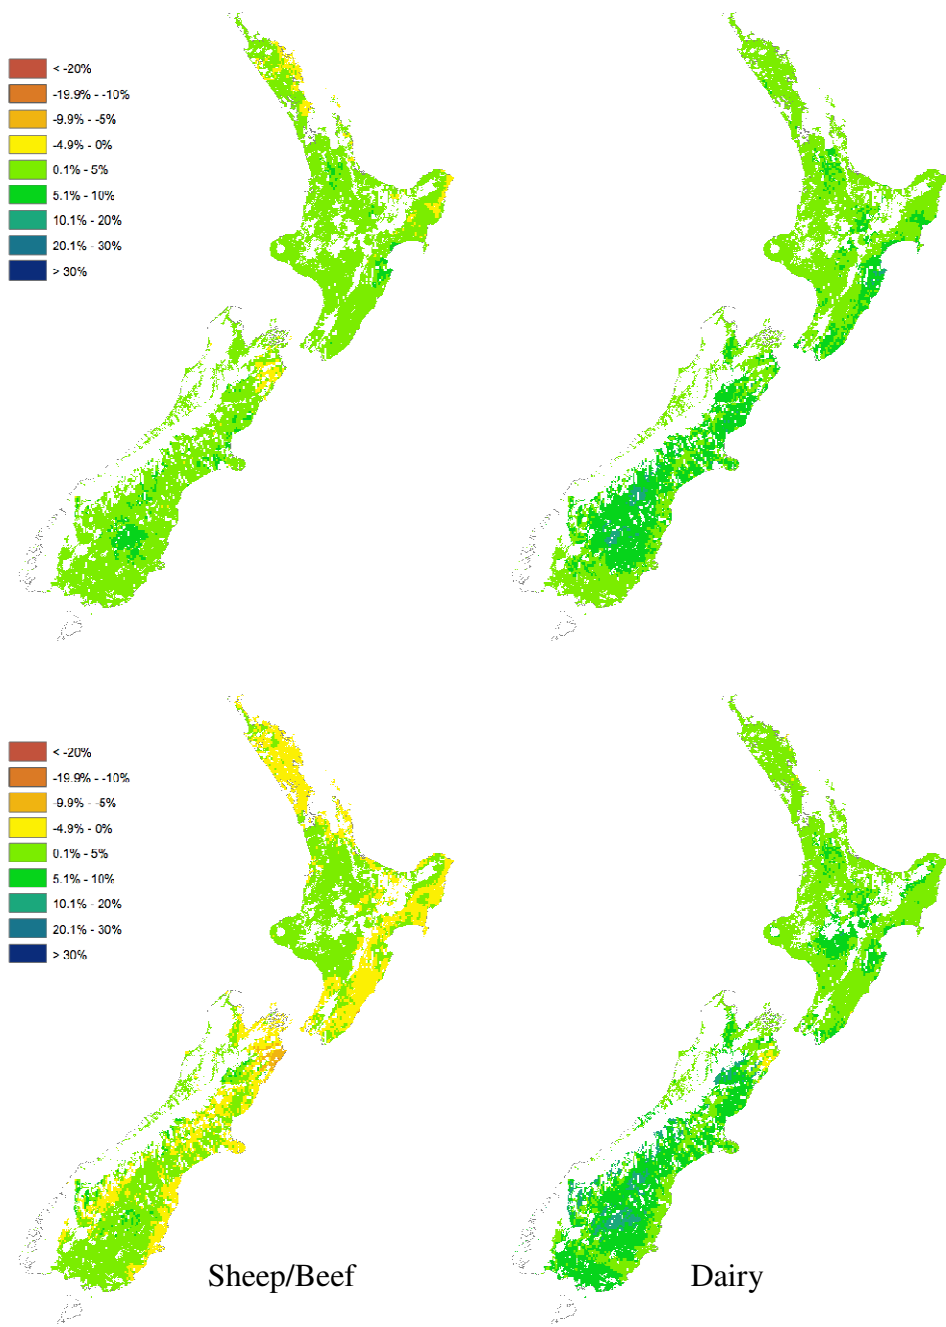 < -20%
-19.9% - -10%
-9.9% - -5%
-4.9% - 0%
0.1% - 5%
5.1% - 10%
10.1% - 20%
20.1% - 30%
> 30%
< -20%
-19.9% - -10%
-9.9% - -5%
-4.9% - 0%
0.1% - 5%
5.1% - 10%
10.1% - 20%
20.1% - 30%
> 30%
Sheep/Beef
Dairy